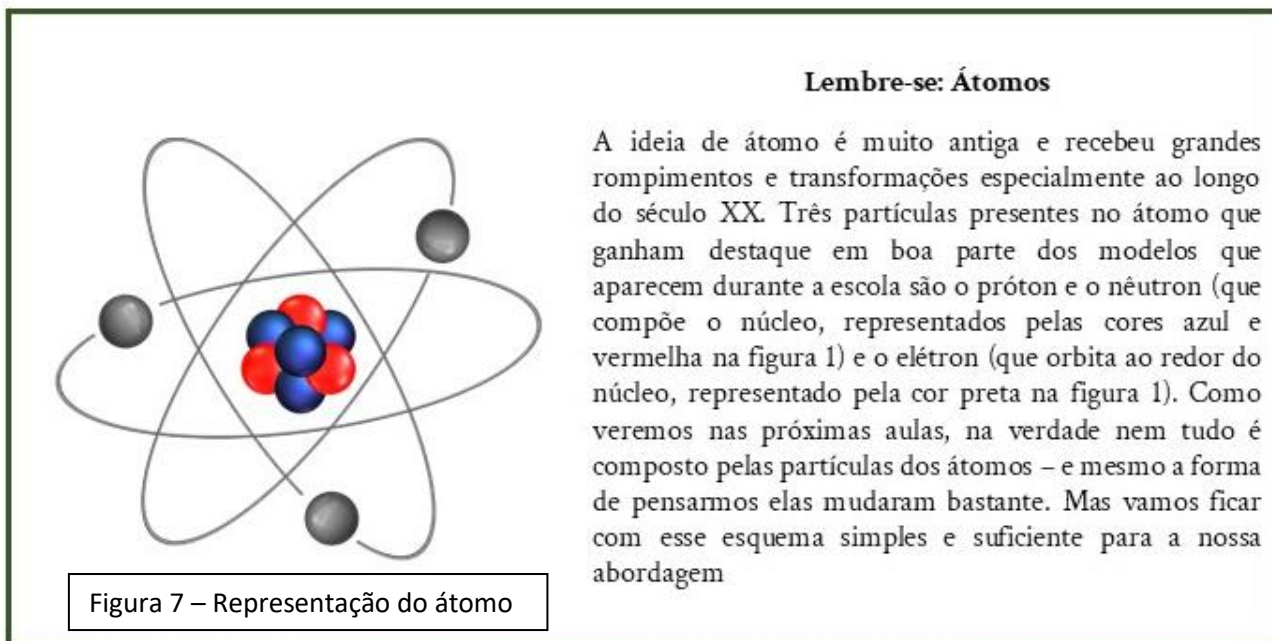 Lembre-se: Átomos
A ideia de átomo é muito antiga e recebeu grandes
rompimentos e transformações especialmente ao longo
do século XX. Três partículas presentes no átomo que
ganham destaque em boa parte dos modelos que
aparecem durante a escola são o próton e o nêutron (que
compõe o núcleo, representados pelas cores azul e
vermelha na figura 1) e o elétron (que orbita ao redor do
núcleo, representado pela cor preta na figura 1). Como
veremos nas próximas aulas, na verdade nem tudo é
composto pelas partículas dos átomos – e mesmo a forma
de pensarmos elas mudaram bastante. Mas vamos ficar
com esse esquema simples e suficiente para a nossa
abordagem
Figura 7 – Representação do átomo